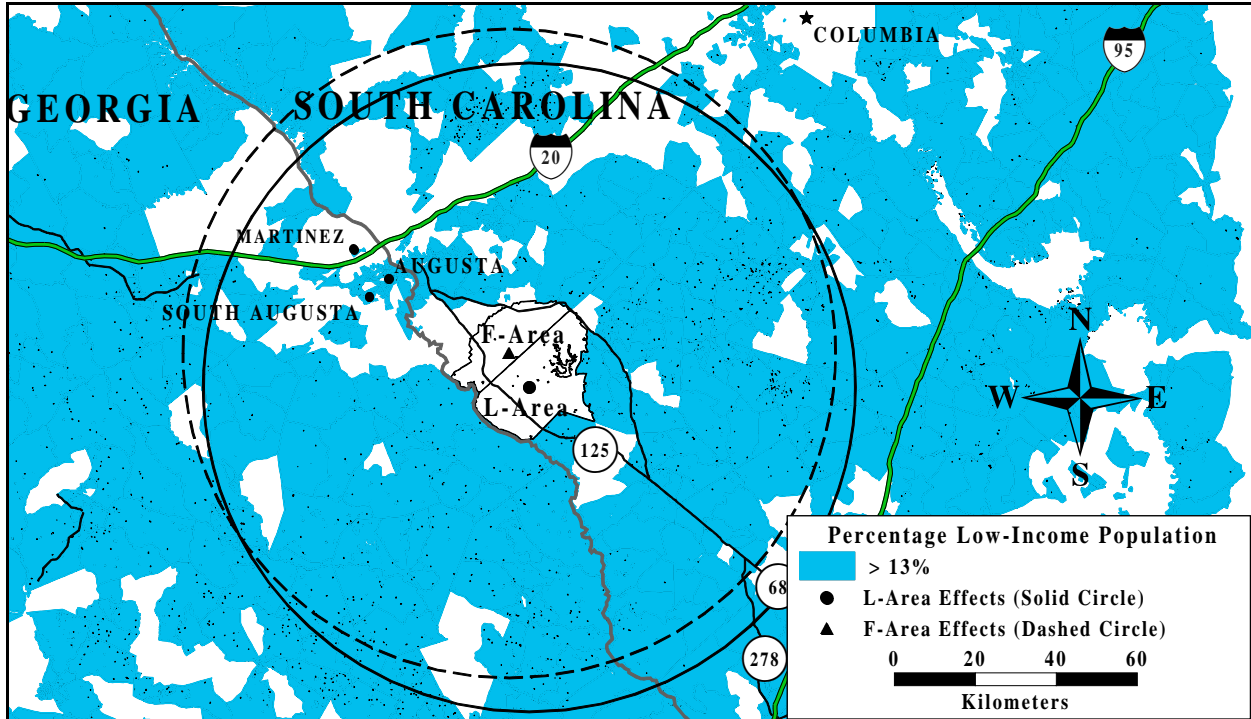 COLUMBIA
95
GEORGIA
SOUTH CAROLINA
20
MARTINEZ
AUGUSTA
SOUTH AUGUSTA
F-Area
L-Area
N
W
E
S
125
68
278
Percentage Low-Income Population
> 13%
L-Area Effects (Solid Circle)
F-Area Effects (Dashed Circle)
0 20 40 60
Kilometers